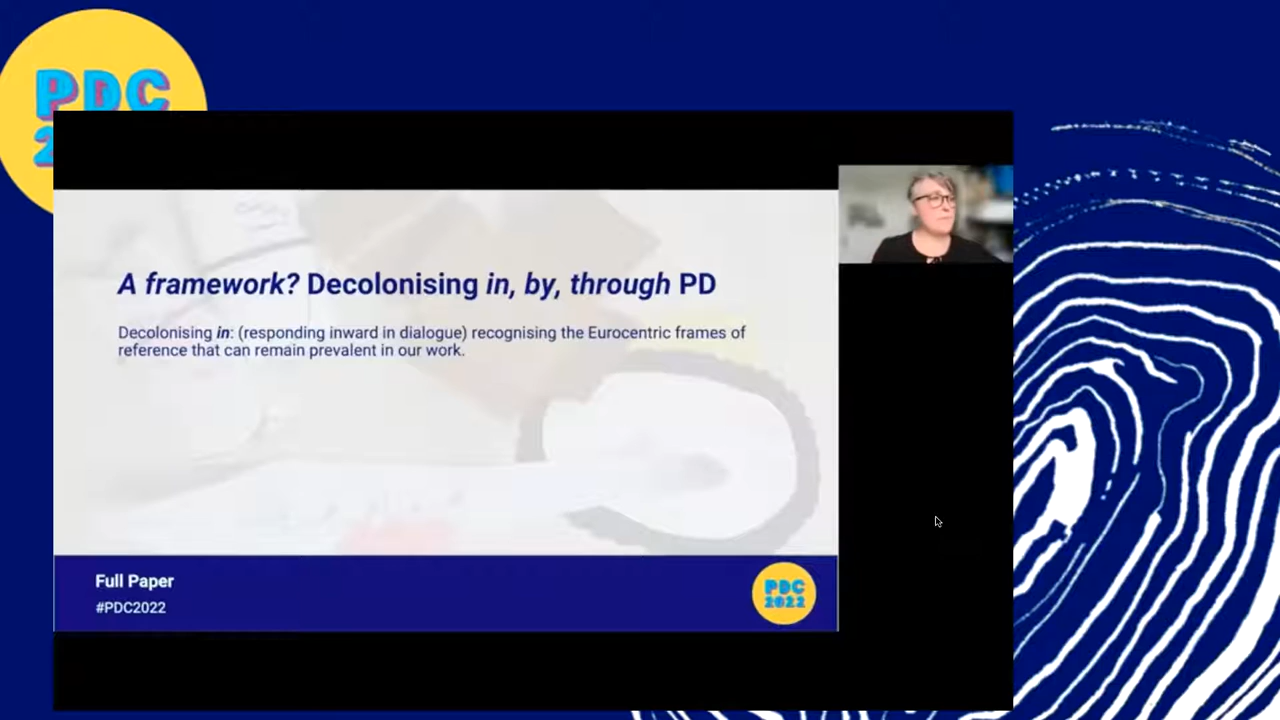 PDC
2
A framework? Decolonising in, by, through PD
Decolonising in: (responding inward in dialogue) recognising the Eurocentric frames of
reference that can remain prevalent in our work.
Full Paper
#PDC2022
PDC
2022